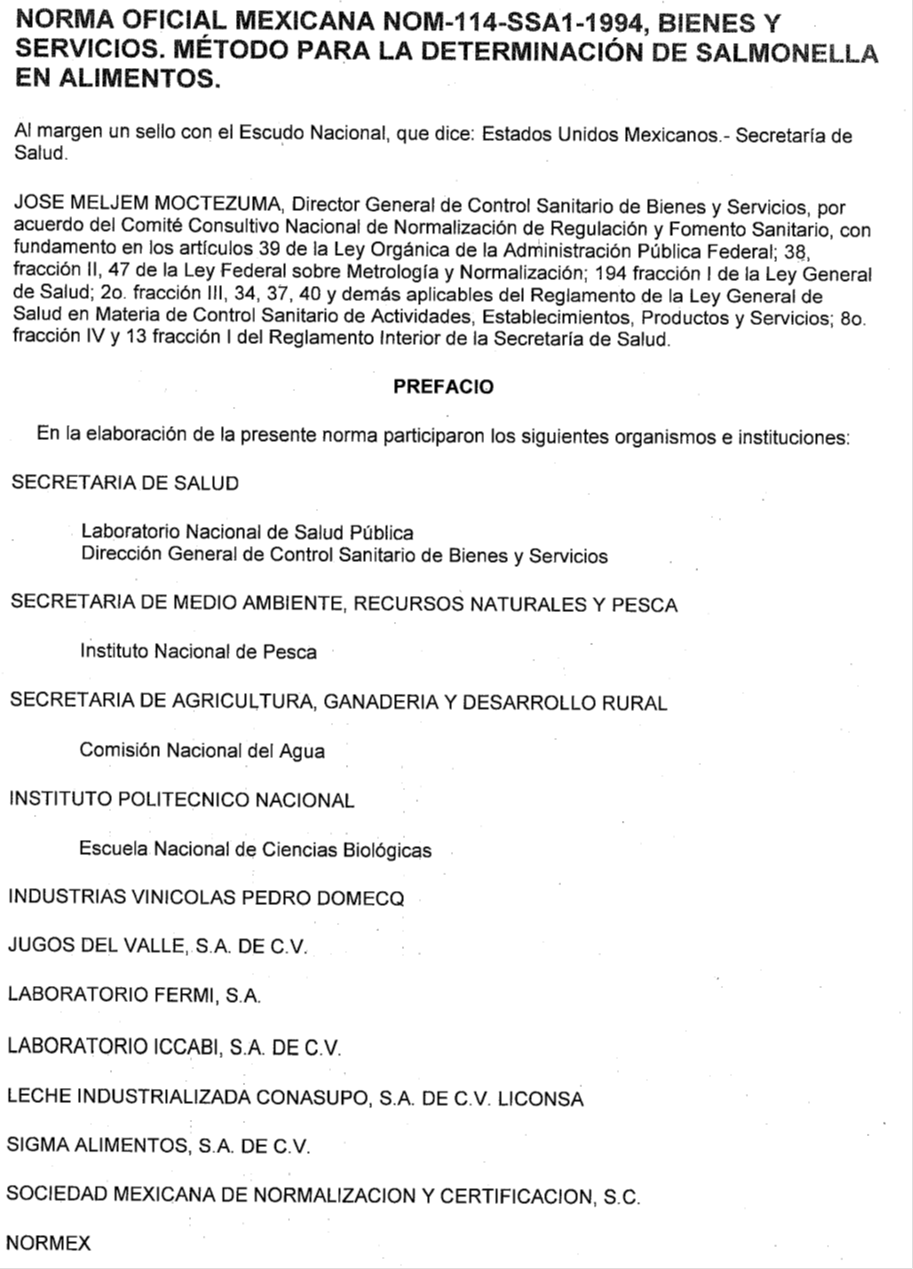 NORMA OFICIAL MEXICANA NOM-114-SSA1-1994, BIENES Y
SERVICIOS. MÉTODO PARA LA DETERMINACIÓN DE SALMONELLA
EN ALIMENTOS.
Al margen un sello con el Escudo Nacional, que dice: Estados Unidos Mexicanos.- Secretaría de
Salud.
JOSE MELJEM MOCTEZUMA, Director General de Control Sanitario de Bienes y Servicios, por
acuerdo del Comité Consultivo Nacional de Normalización de Regulación y Fomento Sanitario, con
fundamento en los artículos 39 de la Ley Orgánica de la Administración Pública Federal; 38,
fracción II, 47 de la Ley Federal sobre Metrología y Normalización; 194 fracción I de la Ley General
de Salud; 2o. fracción III, 34, 37, 40 y demás aplicables del Reglamento de la Ley General de
Salud en Materia de Control Sanitario de Actividades, Establecimientos, Productos y Servicios; 8o.
fracción IV y 13 fracción I del Reglamento Interior de la Secretaría de Salud.
PREFACIO
En la elaboración de la presente norma participaron los siguientes organismos e instituciones:
SECRETARIA DE SALUD
Laboratorio Nacional de Salud Pública
Dirección General de Control Sanitario de Bienes y Servicios
SECRETARIA DE MEDIO AMBIENTE, RECURSOS NATURALES Y PESCA
Instituto Nacional de Pesca
SECRETARIA DE AGRICULTURA, GANADERIA Y DESARROLLO RURAL
Comisión Nacional del Agua
INSTITUTO POLITECNICO NACIONAL
Escuela Nacional de Ciencias Biológicas
INDUSTRIAS VINICOLAS PEDRO DOMECQ
JUGOS DEL VALLE, S.A. DE C.V.
LABORATORIO FERMI, S.A.
LABORATORIO ICCABI, S.A. DE C.V.
LECHE INDUSTRIALIZADA CONASUPO, S.A. DE C.V. LICONSA
SIGMA ALIMENTOS, S.A. DE C.V.
SOCIEDAD MEXICANA DE NORMALIZACION Y CERTIFICACION, S.C.
NORMEX